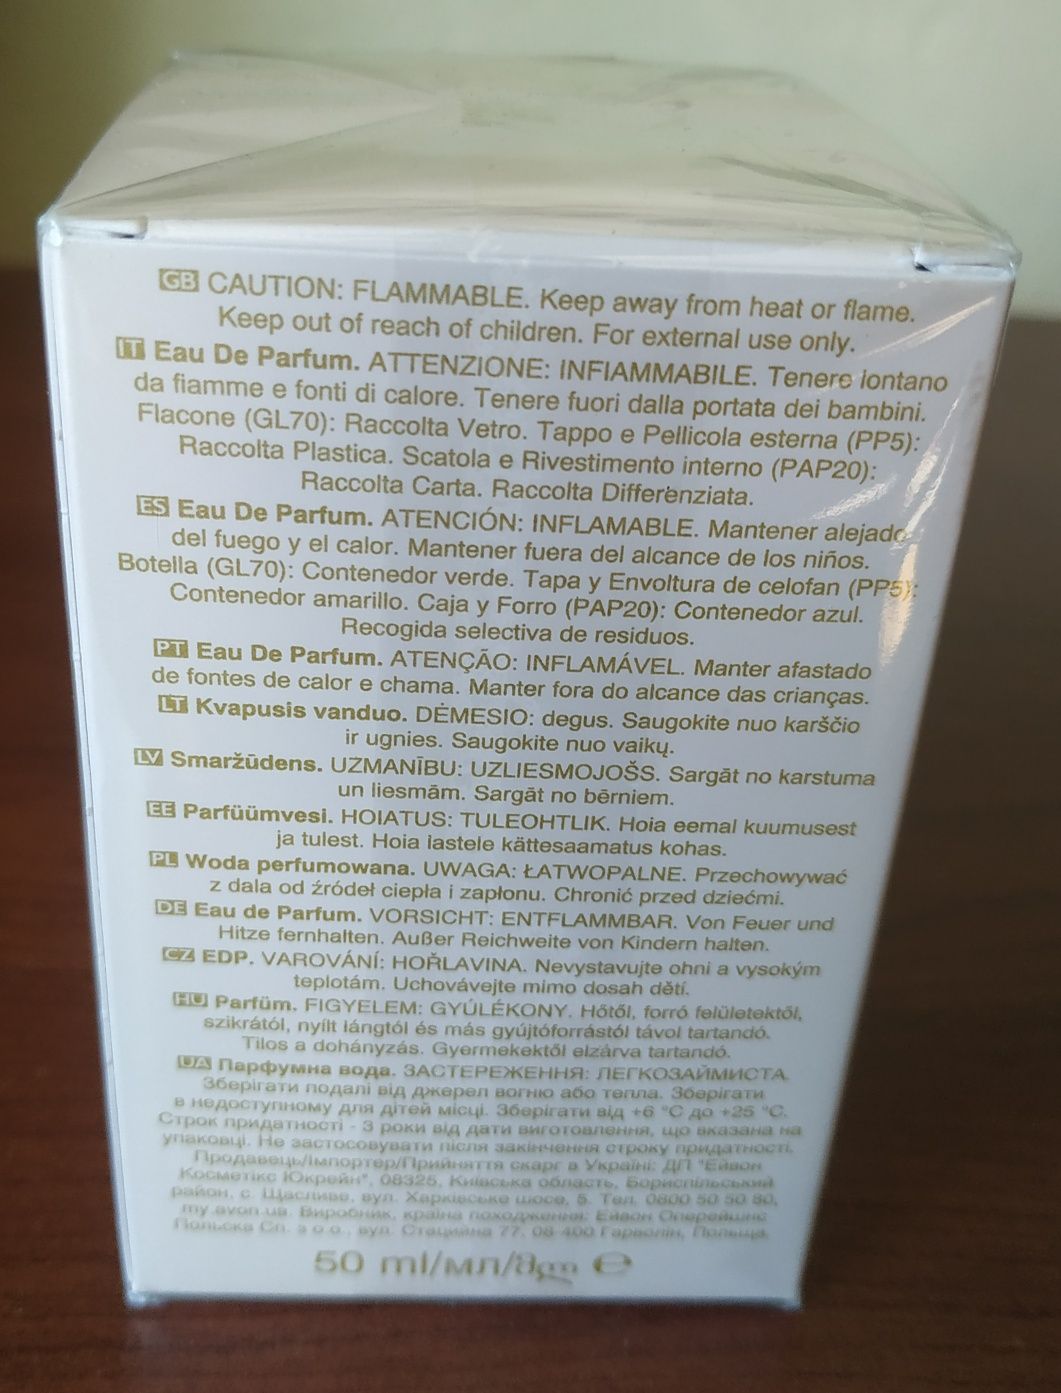 GB CAUTION: FLAMMABLE. Keep away from heat or flame.
Keep out of reach of children. For external use only.
IT Eau De Parfum. ATTENZIONE: INFIAMMABILE. Tenere lontano
da fiamme e fonti di calore. Tenere fuori dalla portata dei bambini.
Flacone (GL70): Raccolta Vetro. Tappo e Pellicola esterna (PP5):
Raccolta Plastica. Scatola e Rivestimento interno (PAP20):
Raccolta Carta. Raccolta Differenziata.
ES Eau De Parfum. ATENCIÓN: INFLAMABLE. Mantener alejado
del fuego y el calor. Mantener fuera del alcance de los niños.
Botella (GL70): Contenedor verde. Tapa y Envoltura de celofan (PP5):
Contenedor amarillo. Caja y Forro (PAP20): Contenedor azul.
Recogida selectiva de residuos.
PT Eau De Parfum. ATENÇÃO: INFLAMÁVEL. Manter afastado
de fontes de calor e chama. Manter fora do alcance das crianças.
LT Kvapusis vanduo. DĖMESIO: degus. Saugokite nuo karščio
ir ugnies. Saugokite nuo vaikų.
LV Smaržūdens. UZMANĪBU: UZLIESMOJOŠS. Sargāt no karstuma
un liesmām. Sargāt no bērniem.
EE Parfüümvesi. HOIATUS: TULEOHTLIK. Hoia eemal kuumusest
ja tulest. Hoia lastele kättesaamatus kohas.
PL Woda perfumowana. UWAGA: ŁATWOPALNE. Przechowywać
z dala od źródeł ciepła i zapłonu. Chronić przed dziećmi.
DE Eau de Parfum. VORSICHT: ENTFLAMMBAR. Von Feuer und
Hitze fernhalten. Außer Reichweite von Kindern halten.
CZ EDP. VAROVÁNÍ: HOŘLAVINA. Nevystavujte ohni a vysokým
teplotám. Uchovávejte mimo dosah dětí.
HU Parfüm. FIGYELEM: GYÚLÉKONY. Hőtől, forró felületektől,
szikrától, nyílt lángtól és más gyújtóforrástól távol tartandó.
Tilos a dohányzás. Gyermekektől elzárva tartandó.
UA Парфумна вода. ЗАСТЕРЕЖЕННЯ: ЛЕГКОЗАЙМИСТА.
Зберігати подалі від джерел вогню або тепла. Зберігати
в недоступному для дітей місці. Зберігати від +6 °C до +25 °C.
Строк придатності - 3 роки від дати виготовлення, що вказана на
упаковці. Не застосовувати після закінчення строку придатності.
Продавець/Імпортер/Прийняття скарг в Україні: ДП "Ейвон
Косметікс Юкрейн", 08325, Київська область, Бориспільський
район, с. Щасливе, вул. Харківське шосе, 5. Тел. 0800 50 50 80,
my.avon.ua. Виробник, країна походження: Ейвон Оперейшнс
Польска Сп. з о.о., вул. Стаційна 77, 08-400 Гарволін, Польща.
50 ml/мл/მლ ℮